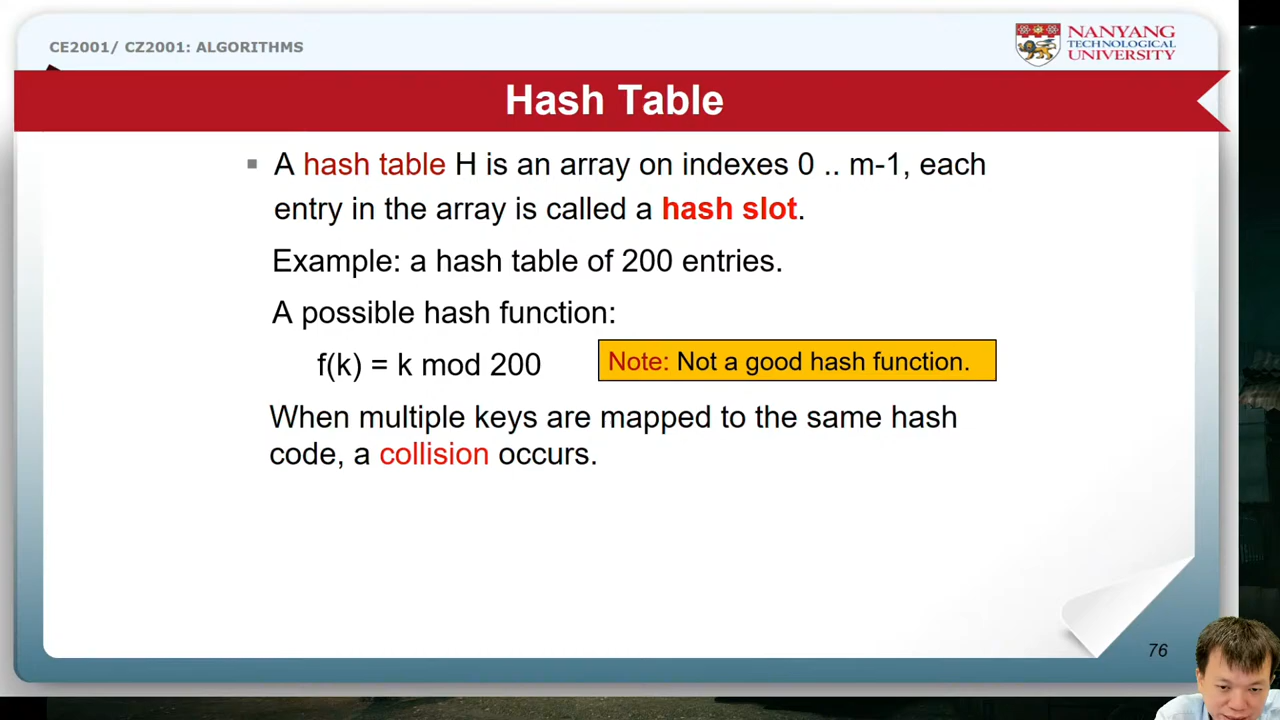 CE2001/ CZ2001: ALGORITHMS
NANYANG
TECHNOLOGICAL
UNIVERSITY
Hash Table
▪ A hash table H is an array on indexes 0 .. m-1, each
entry in the array is called a hash slot.
Example: a hash table of 200 entries.
A possible hash function:
f(k) = k mod 200
Note: Not a good hash function.
When multiple keys are mapped to the same hash
code, a collision occurs.
76